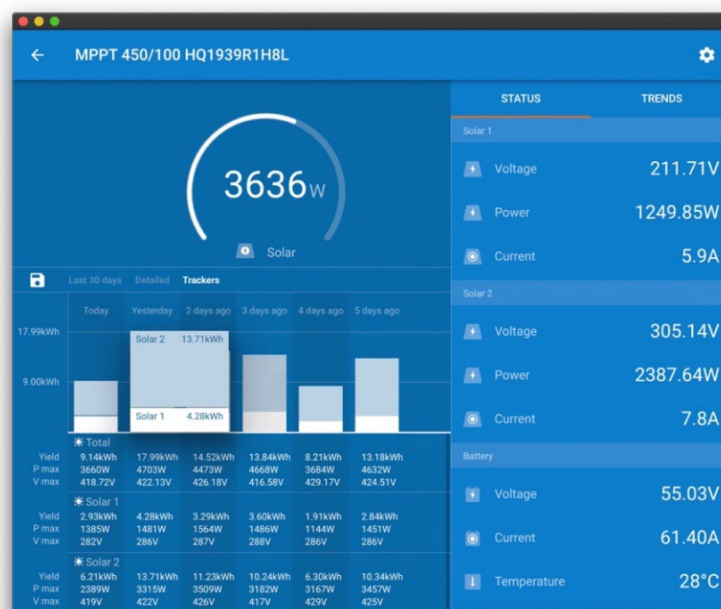 MPPT 450/100 HQ1939R1H8L
3636W
Solar
Last 30 days Detailed Trackers
Today Yesterday 2 days ago 3 days ago 4 days ago 5 days ago
17.99kWh
Solar 2 13.71kWh
9.00kWh
Solar 1 4.28kWh
Total
Yield 9.14kWh 17.99kWh 14.52kWh 13.84kWh 8.21kWh 13.18kWh
P max 3660W 4703W 4473W 4668W 3684W 4632W
V max 418.72V 422.13V 426.18V 416.58V 429.17V 424.51V
Solar 1
Yield 2.93kWh 4.28kWh 3.29kWh 3.60kWh 1.91kWh 2.84kWh
P max 1385W 1481W 1564W 1486W 1144W 1451W
V max 282V 286V 287V 288V 286V 286V
Solar 2
Yield 6.21kWh 13.71kWh 11.23kWh 10.24kWh 6.30kWh 10.34kWh
P max 2389W 3315W 3509W 3182W 3167W 3457W
V max 419V 422V 426V 417V 429V 425V
STATUS TRENDS
Solar 1
Voltage 211.71V
Power 1249.85W
Current 5.9A
Solar 2
Voltage 305.14V
Power 2387.64W
Current 7.8A
Battery
Voltage 55.03V
Current 61.40A
Temperature 28°C